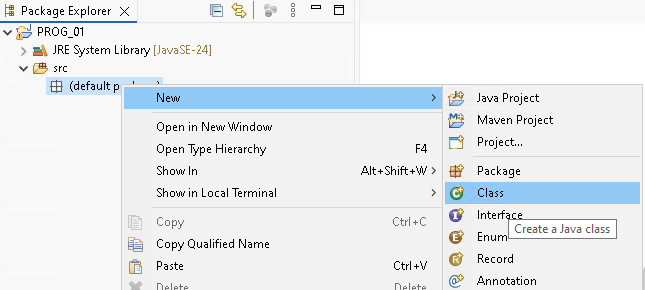 Package Explorer
PROG_01
JRE System Library [JavaSE-24]
src
(default
New
Open in New Window
Open Type Hierarchy F4
Show In Alt+Shift+W
Show in Local Terminal
Copy Ctrl+C
Copy Qualified Name
Paste Ctrl+V
Delete Delete
Java Project
Maven Project
Project...
Package
Class
Interface
Enum
Create a Java class
Record
Annotation